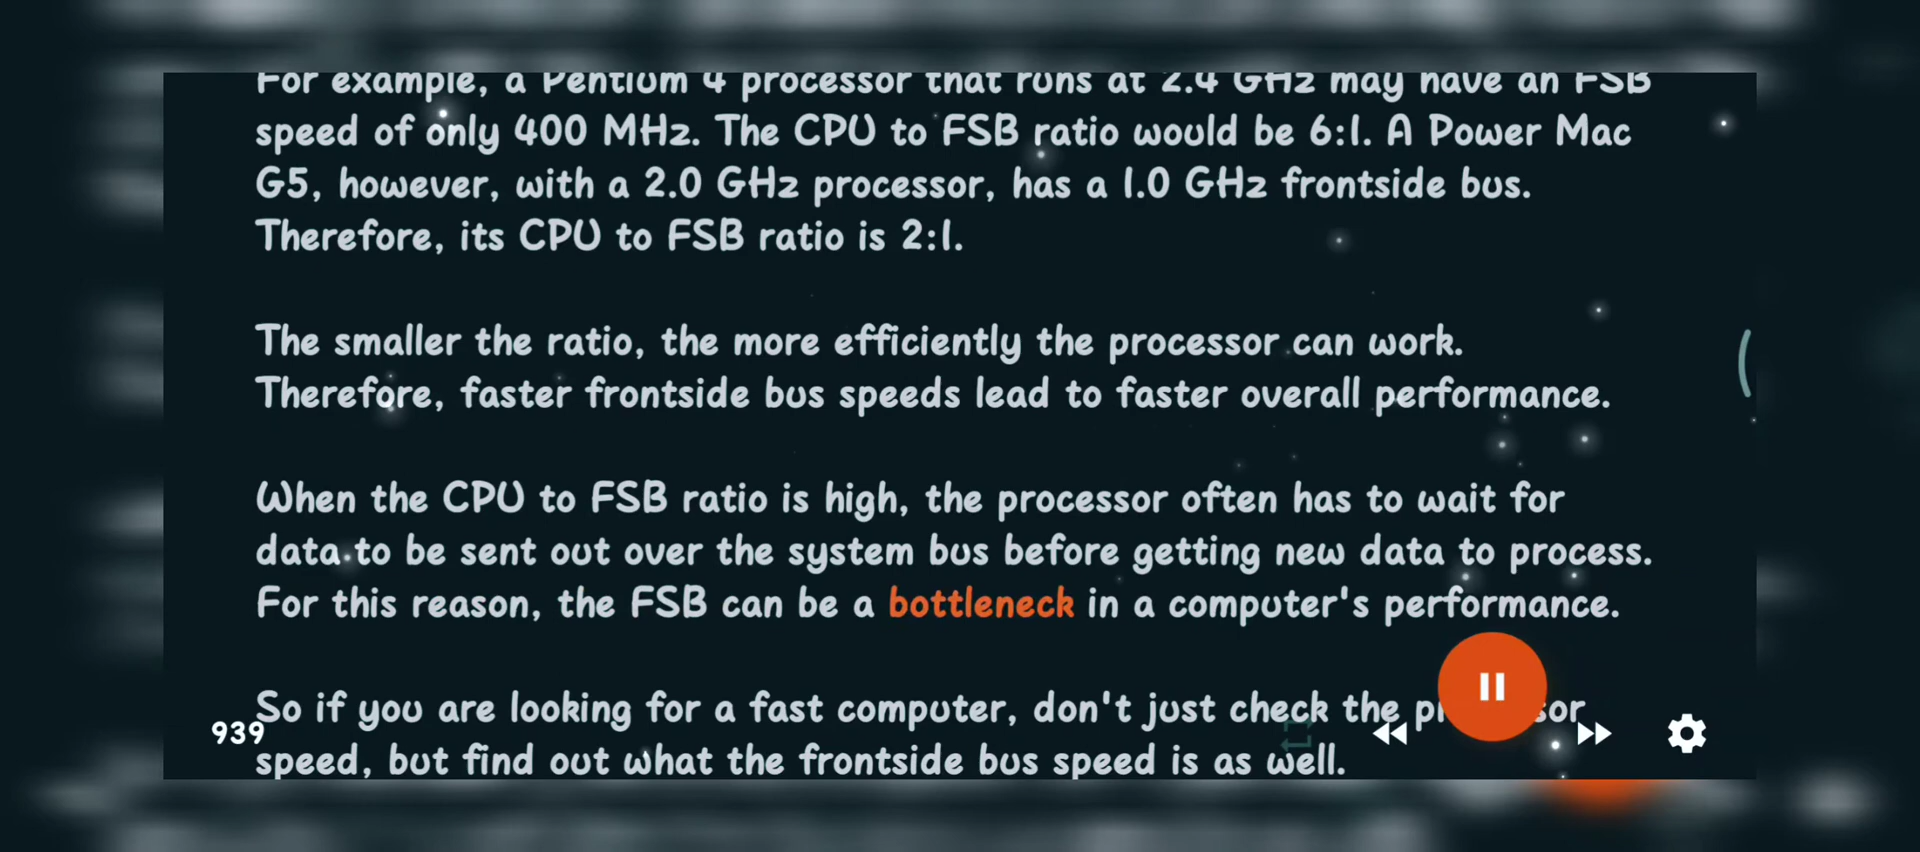 For example, a Pentium 4 processor that runs at 2.4 GHz may have an FSB
speed of only 400 MHz. The CPU to FSB ratio would be 6:1. A Power Mac
G5, however, with a 2.0 GHz processor, has a 1.0 GHz frontside bus.
Therefore, its CPU to FSB ratio is 2:1.
The smaller the ratio, the more efficiently the processor can work.
Therefore, faster frontside bus speeds lead to faster overall performance.
When the CPU to FSB ratio is high, the processor often has to wait for
data to be sent out over the system bus before getting new data to process.
For this reason, the FSB can be a bottleneck in a computer's performance.
So if you are looking for a fast computer, don't just check the
939
speed, but find out what the frontside bus speed is as well.